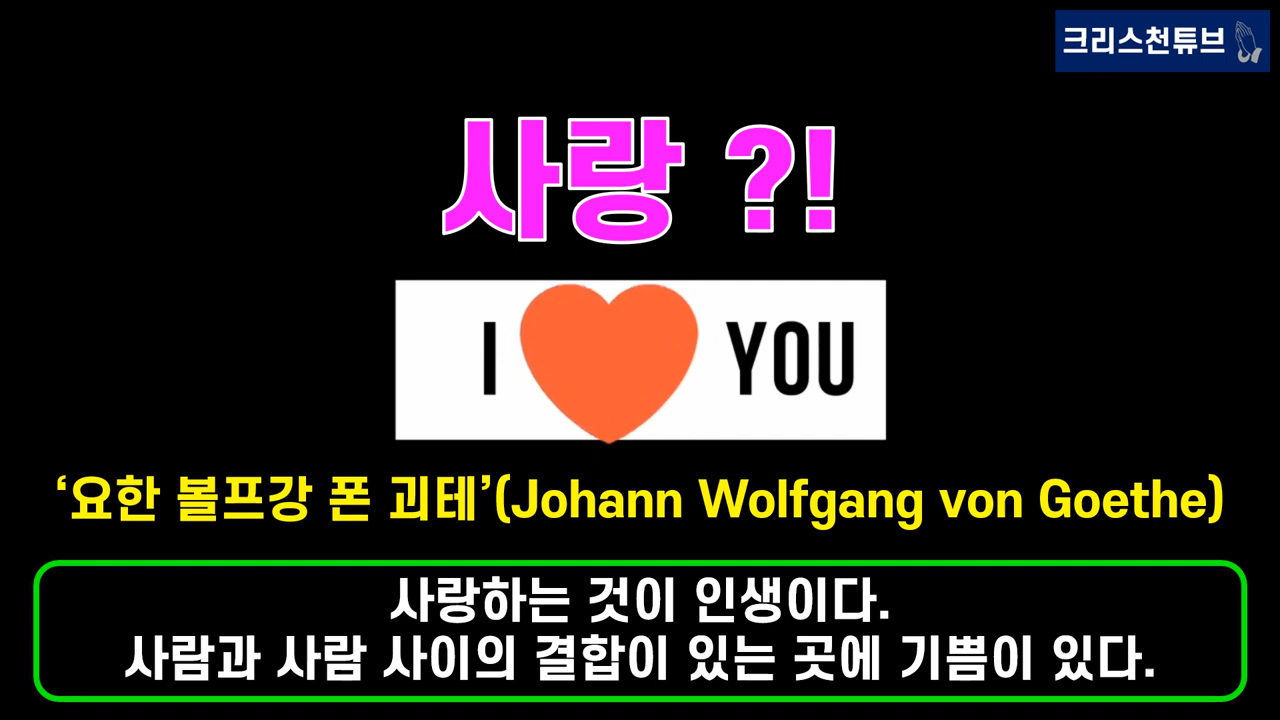 크리스천튜브
사랑 ?!
I YOU
‘요한 볼프강 폰 괴테’(Johann Wolfgang von Goethe)
사랑하는 것이 인생이다.
사람과 사람 사이의 결합이 있는 곳에 기쁨이 있다.